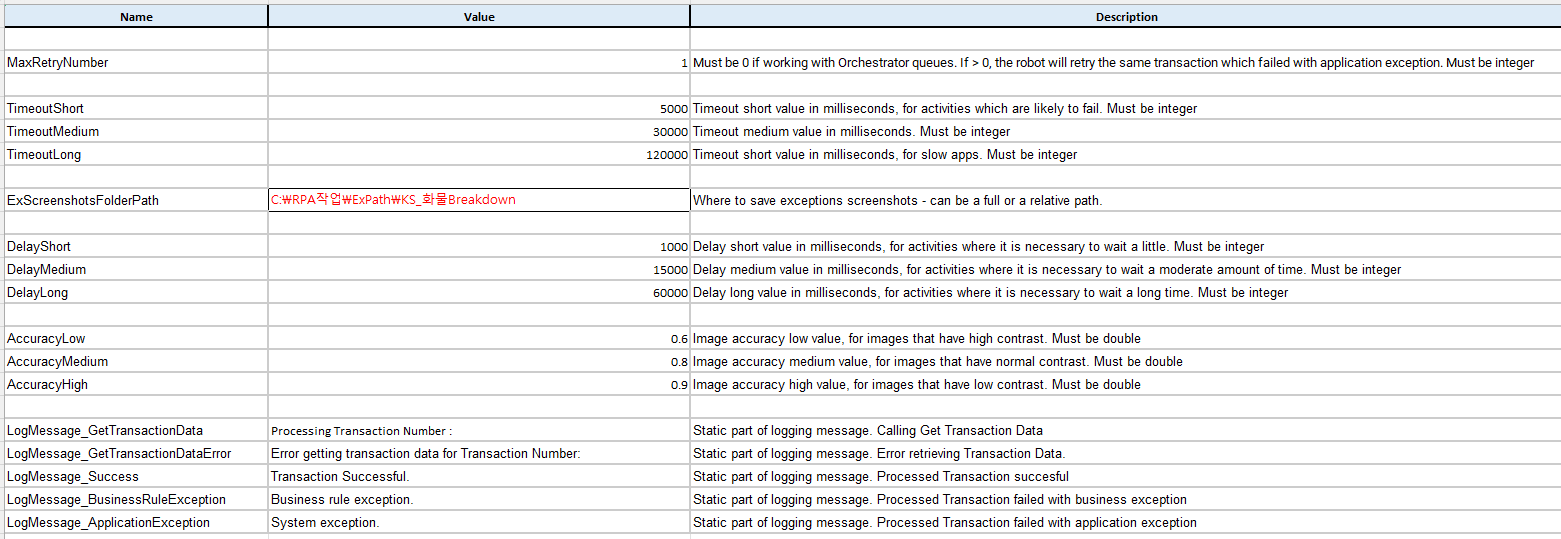 Name Value Description
MaxRetryNumber 1 Must be 0 if working with Orchestrator queues. If > 0, the robot will retry the same transaction which failed with application exception. Must be integer
TimeoutShort 5000 Timeout short value in milliseconds, for activities which are likely to fail. Must be integer
TimeoutMedium 30000 Timeout medium value in milliseconds. Must be integer
TimeoutLong 120000 Timeout short value in milliseconds, for slow apps. Must be integer
ExScreenshotsFolderPath C:₩RPA작업₩ExPath₩KS_화물Breakdown Where to save exceptions screenshots - can be a full or a relative path.
DelayShort 1000 Delay short value in milliseconds, for activities where it is necessary to wait a little. Must be integer
DelayMedium 15000 Delay medium value in milliseconds, for activities where it is necessary to wait a moderate amount of time. Must be integer
DelayLong 60000 Delay long value in milliseconds, for activities where it is necessary to wait a long time. Must be integer
AccuracyLow 0.6 Image accuracy low value, for images that have high contrast. Must be double
AccuracyMedium 0.8 Image accuracy medium value, for images that have normal contrast. Must be double
AccuracyHigh 0.9 Image accuracy high value, for images that have low contrast. Must be double
LogMessage_GetTransactionData Processing Transaction Number : Static part of logging message. Calling Get Transaction Data
LogMessage_GetTransactionDataError Error getting transaction data for Transaction Number: Static part of logging message. Error retrieving Transaction Data.
LogMessage_Success Transaction Successful. Static part of logging message. Processed Transaction succesful
LogMessage_BusinessRuleException Business rule exception. Static part of logging message. Processed Transaction failed with business exception
LogMessage_ApplicationException System exception. Static part of logging message. Processed Transaction failed with application exception